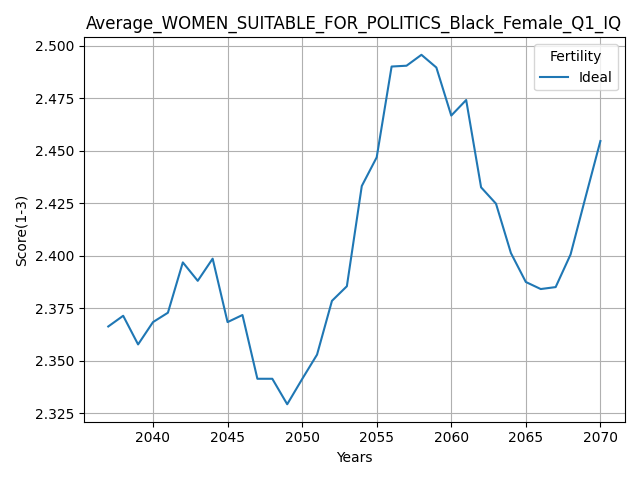 Average_WOMEN_SUITABLE_FOR_POLITICS_Black_Female_Q1_IQ
Fertility
Ideal
Score(1-3)
2.500
2.475
2.450
2.425
2.400
2.375
2.350
2.325
2040 2045 2050 2055 2060 2065 2070
Years